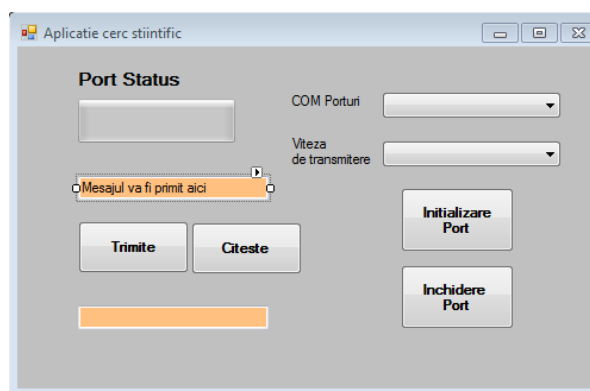 Aplicatie cerc stiintific
Port Status
COM Porturi
Viteza
de transmitere
Mesajul va fi primit aici
Trimite
Citeste
Initializare
Port
Inchidere
Port